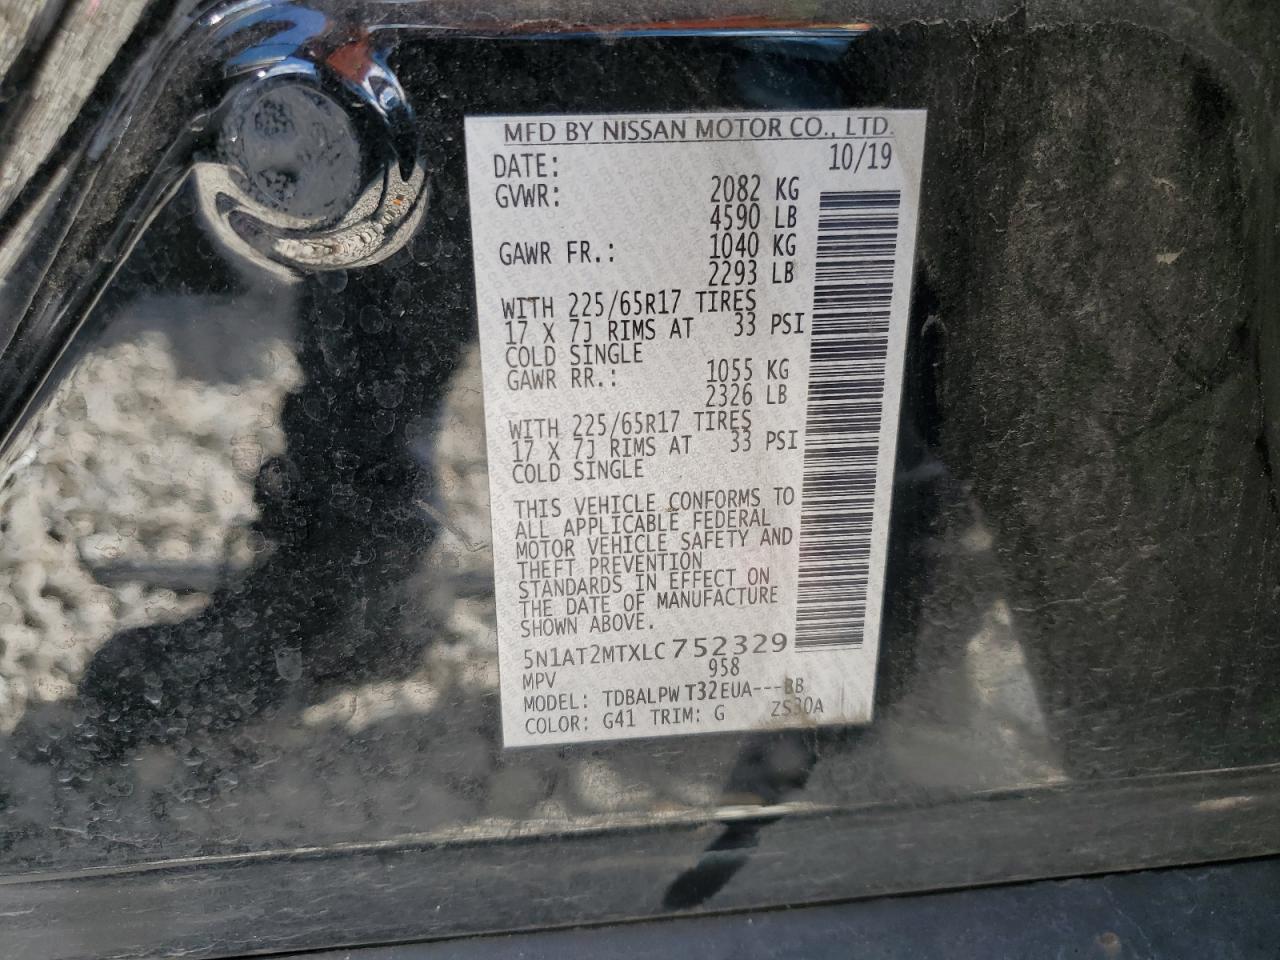 MFD BY NISSAN MOTOR CO., LTD.
DATE: 10/19
GVWR: 2082 KG
4590 LB
GAWR FR.: 1040 KG
2293 LB
WITH 225/65R17 TIRES
17 X 7J RIMS AT 33 PSI
COLD SINGLE
GAWR RR.: 1055 KG
2326 LB
WITH 225/65R17 TIRES
17 X 7J RIMS AT 33 PSI
COLD SINGLE
THIS VEHICLE CONFORMS TO
ALL APPLICABLE FEDERAL
MOTOR VEHICLE SAFETY AND
THEFT PREVENTION
STANDARDS IN EFFECT ON
THE DATE OF MANUFACTURE
SHOWN ABOVE.
5N1AT2MTXLC752329
MPV 958
MODEL: TDBALPW T32EUA---BB
COLOR: G41 TRIM: G ZS30A